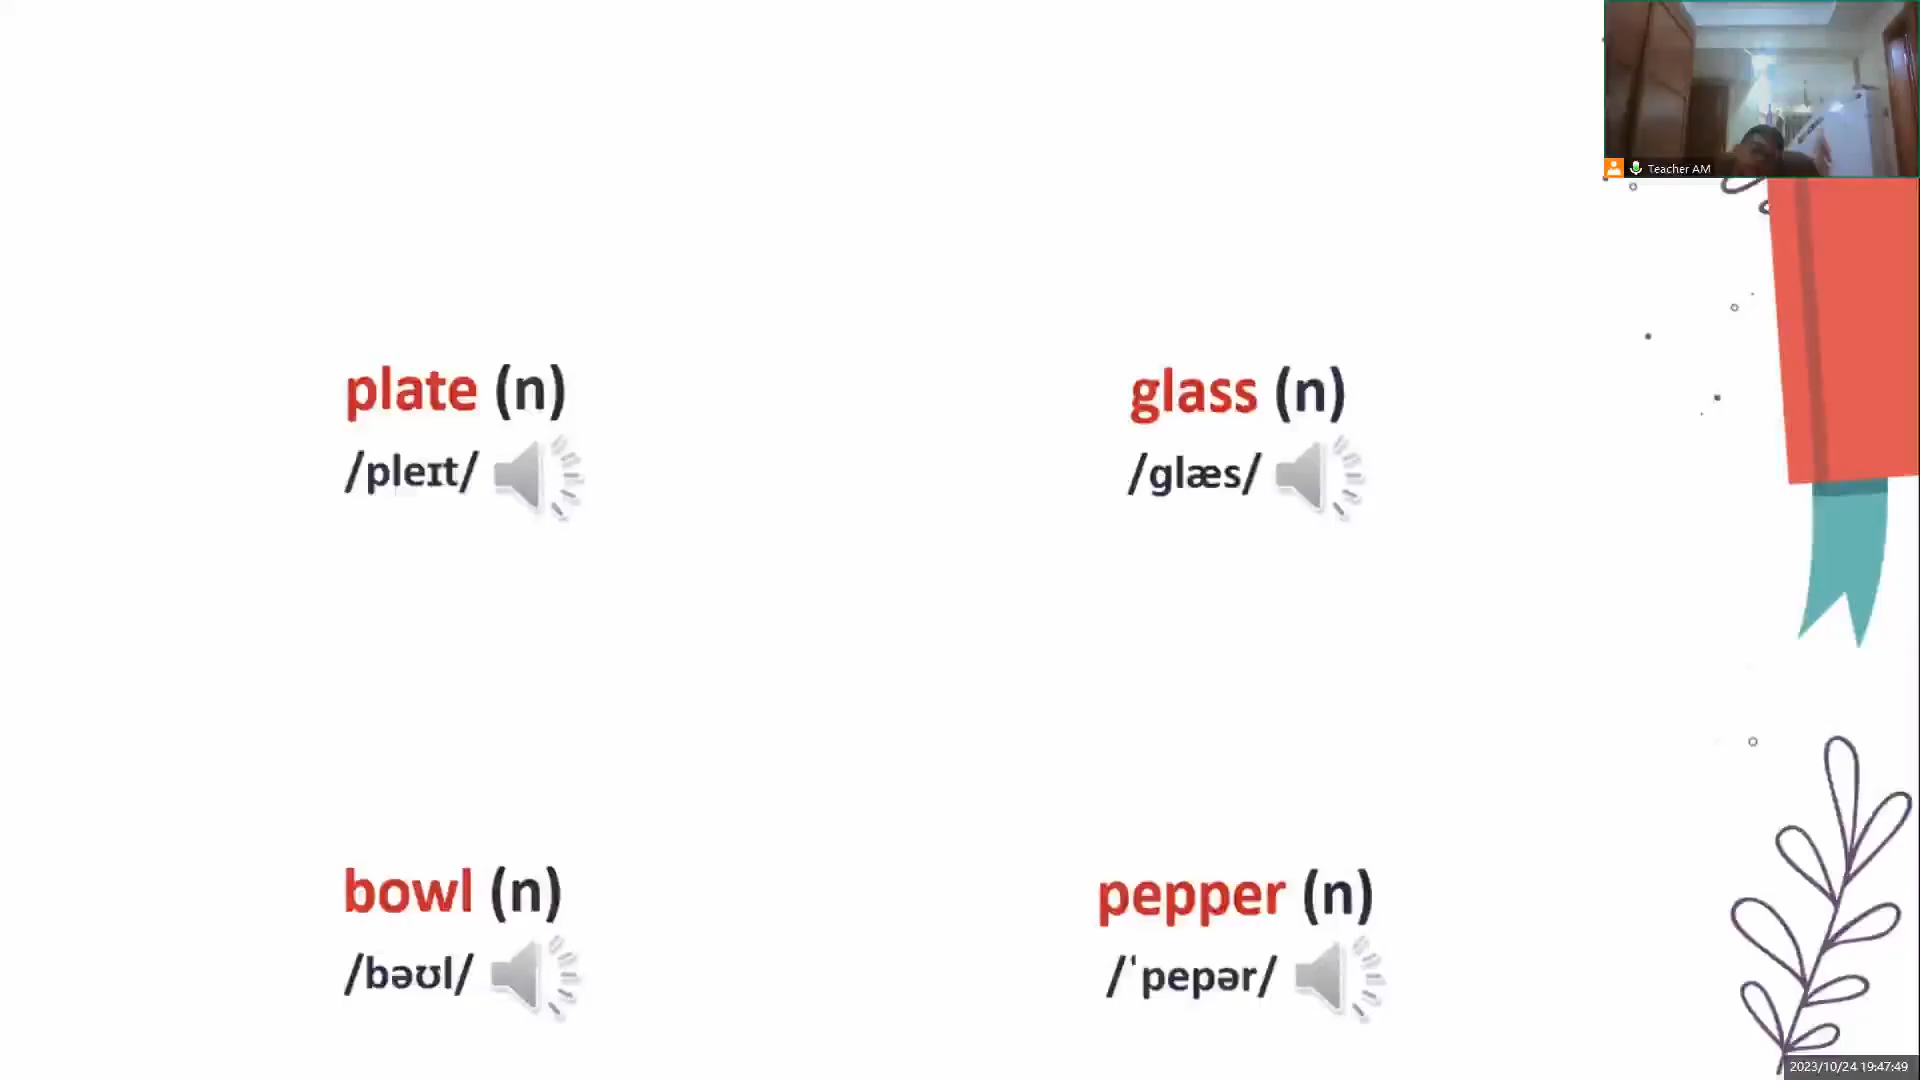 Teacher AM
plate (n)
/pleɪt/
glass (n)
/glæs/
bowl (n)
/bəʊl/
pepper (n)
/ˈpepər/
2023/10/24 19:47:49